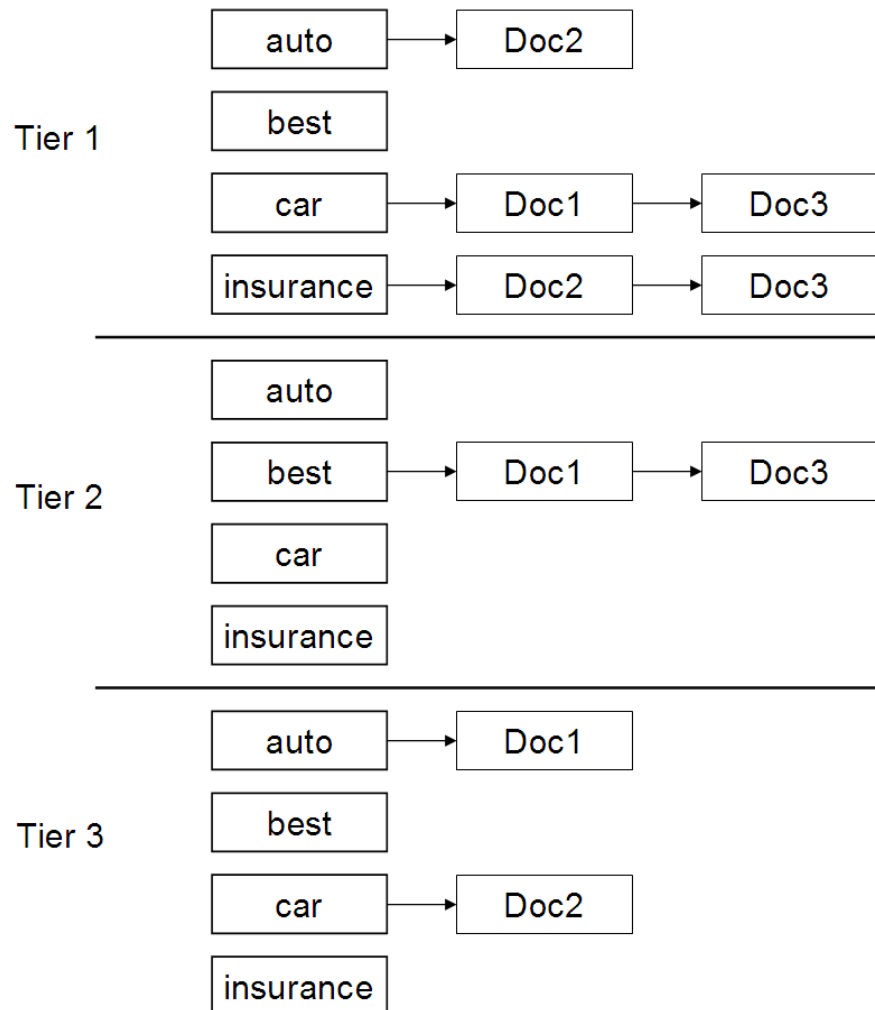 auto Doc2
Tier 1
best
car Doc1 Doc3
insurance Doc2 Doc3
auto
best Doc1 Doc3
Tier 2
car
insurance
auto Doc1
Tier 3
best
car Doc2
insurance